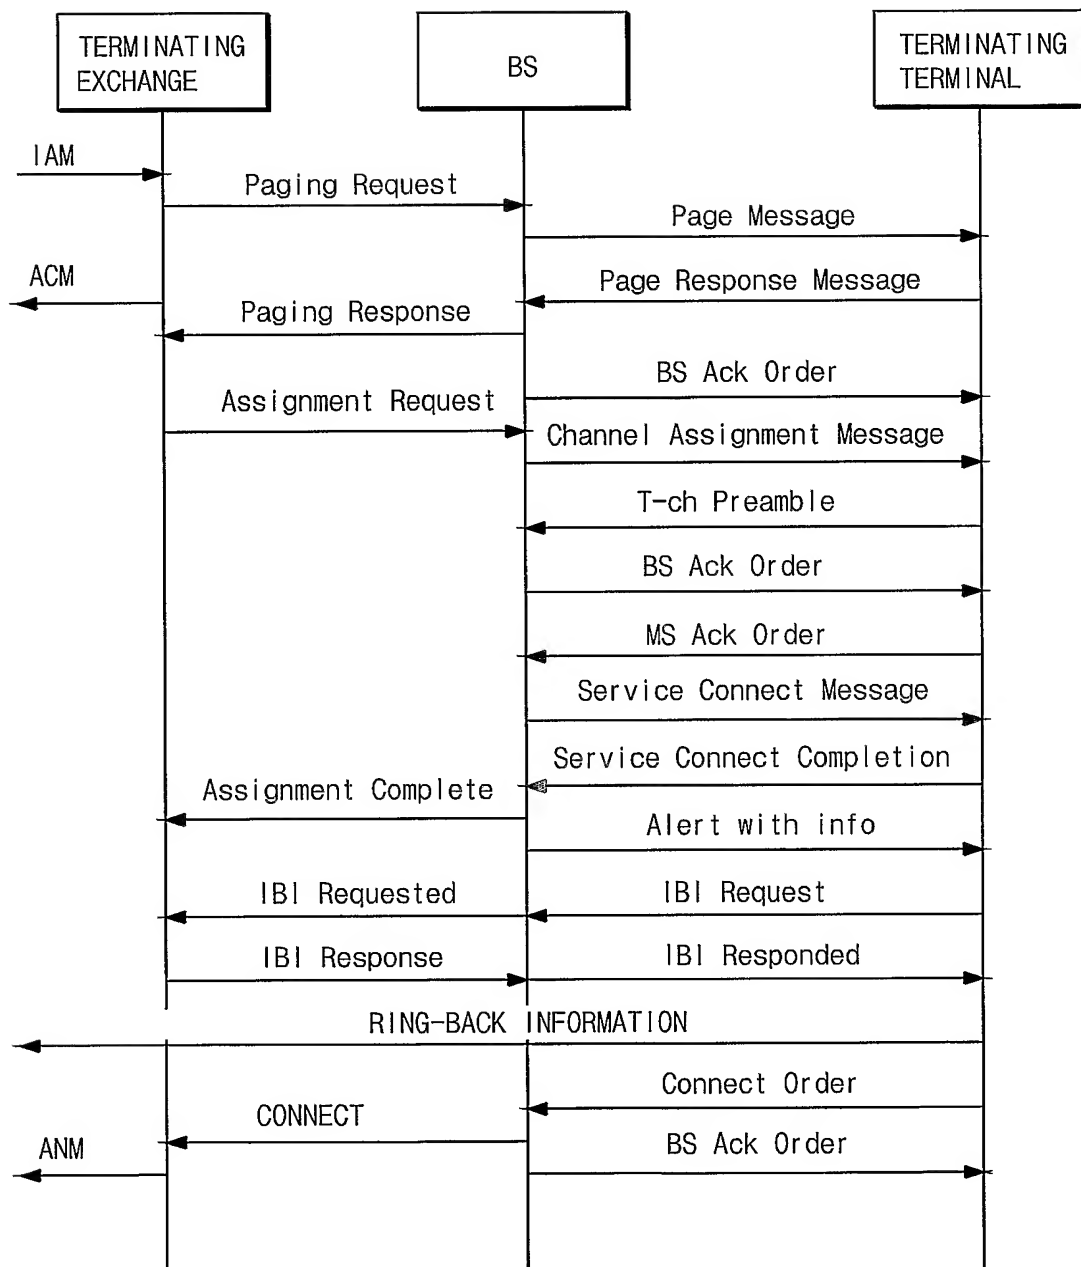 TERMINATING
EXCHANGE
BS
TERMINATING
TERMINAL
IAM
Paging Request
Page Message
ACM
Page Response Message
Paging Response
BS Ack Order
Assignment Request
Channel Assignment Message
T-ch Preamble
BS Ack Order
MS Ack Order
Service Connect Message
Service Connect Completion
Assignment Complete
Alert with info
IBI Requested
IBI Request
IBI Response
IBI Responded
RING-BACK INFORMATION
Connect Order
CONNECT
BS Ack Order
ANM